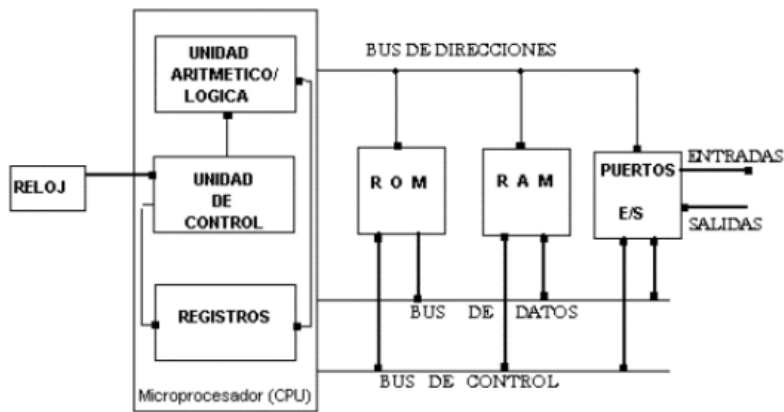 UNIDAD
ARITMETICO/
LOGICA
BUS DE DIRECCIONES
RELOJ
UNIDAD
DE
CONTROL
R O M
R A M
PUERTOS
E/S
ENTRADAS
SALIDAS
REGISTROS
BUS DE DATOS
BUS DE CONTROL
Microprocesador (CPU)